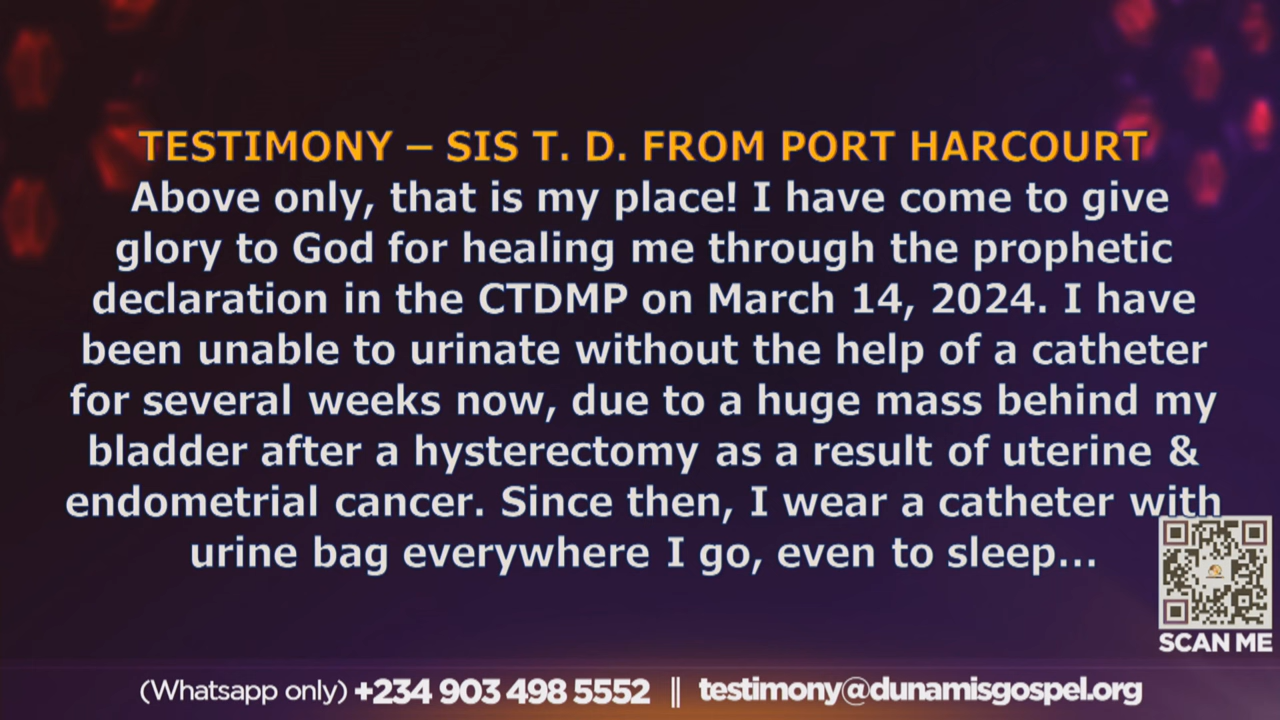 TESTIMONY – SIS T. D. FROM PORT HARCOURT
Above only, that is my place! I have come to give
glory to God for healing me through the prophetic
declaration in the CTDMP on March 14, 2024. I have
been unable to urinate without the help of a catheter
for several weeks now, due to a huge mass behind my
bladder after a hysterectomy as a result of uterine &
endometrial cancer. Since then, I wear a catheter with
urine bag everywhere I go, even to sleep...
SCAN ME
(Whatsapp only) +234 903 498 5552 || testimony@dunamisgospel.org